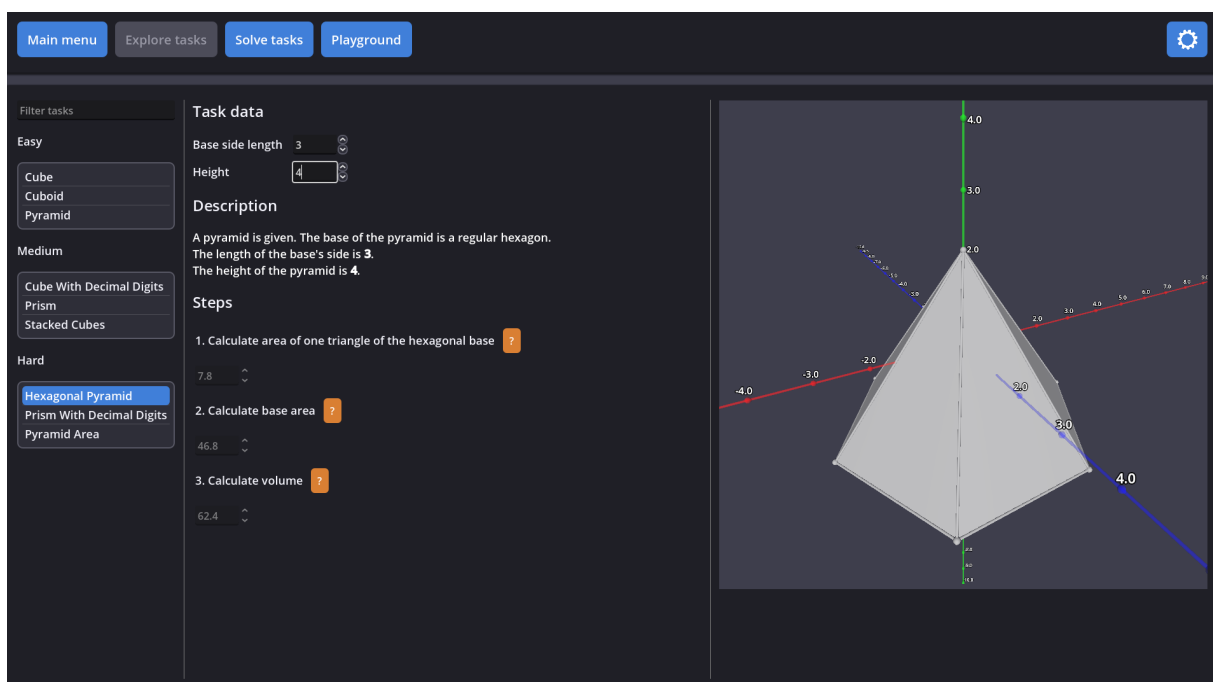 Main menu
Explore tasks
Solve tasks
Playground
Filter tasks
Easy
Cube
Cuboid
Pyramid
Medium
Cube With Decimal Digits
Prism
Stacked Cubes
Hard
Hexagonal Pyramid
Prism With Decimal Digits
Pyramid Area
Task data
Base side length 3
Height 4
Description
A pyramid is given. The base of the pyramid is a regular hexagon.
The length of the base's side is 3.
The height of the pyramid is 4.
Steps
1. Calculate area of one triangle of the hexagonal base ?
7.8
2. Calculate base area ?
46.8
3. Calculate volume ?
62.4
4.0
3.0
2.0
2.0 3.0 4.0 5.0 6.0 7.0 8.0 9.0
-4.0 -3.0 -2.0
2.0
3.0
4.0